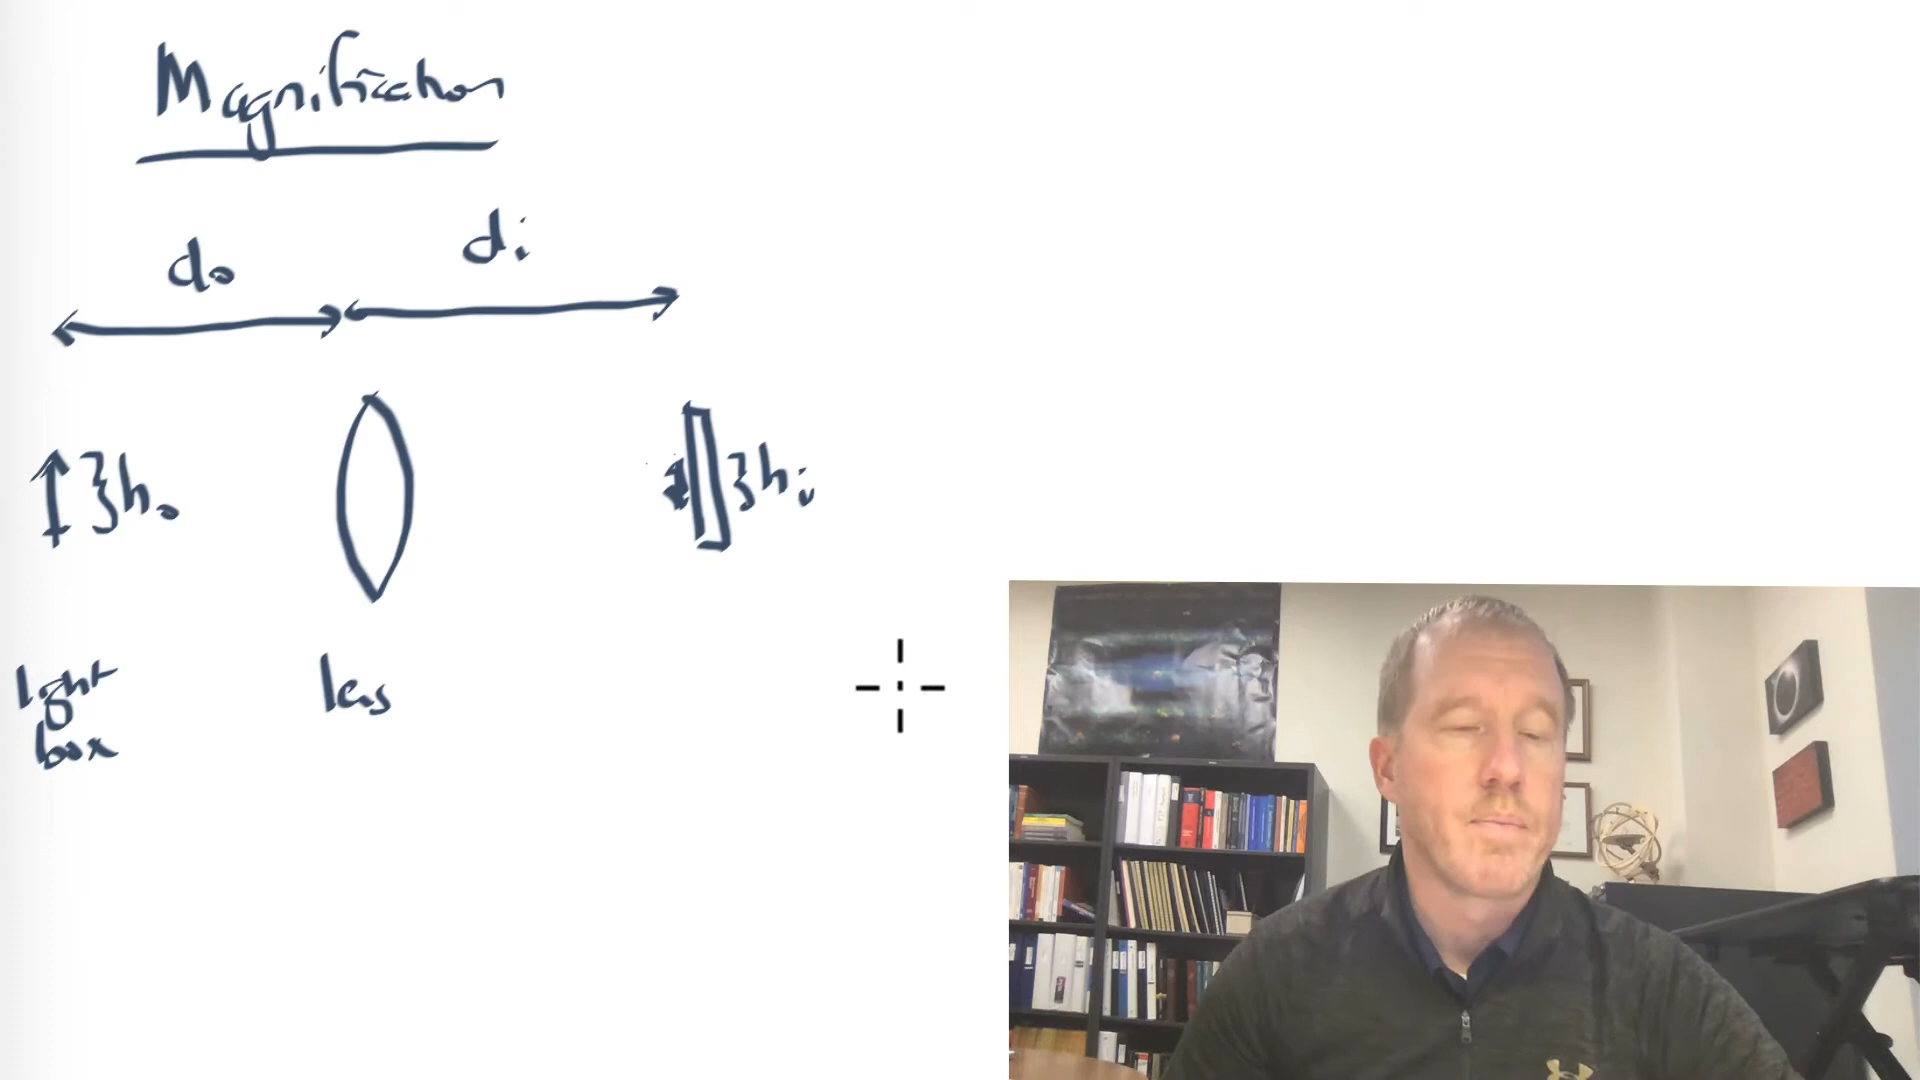 Magnification
do
di
}ho
}hi
light
box
lens